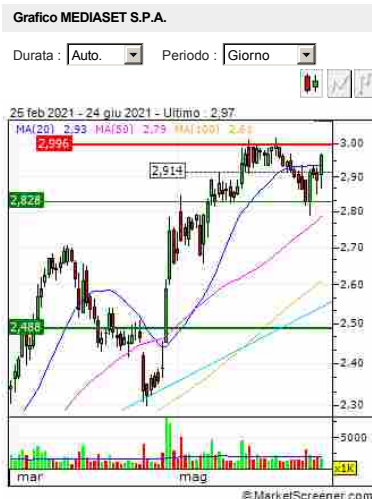 Grafico MEDIASET S.P.A.
Durata : Auto. Periodo : Giorno
25 feb 2021 - 24 giu 2021 - Ultimo : 2,97
MA(20) 2,93 MA(50) 2,79 MA(100) 2,61
2,996
3.00
2,914
2.90
2,828
2.80
2.70
2.60
2,488
2.50
2.40
2.30
5000
x1K
mar mag
© MarketScreener.com